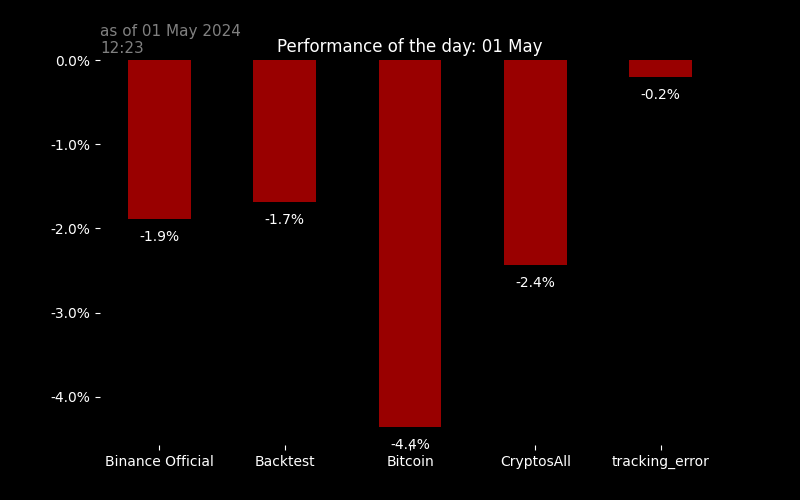 as of 01 May 2024
12:23
Performance of the day: 01 May
0.0%
-1.0%
-2.0%
-3.0%
-4.0%
-1.9%
-1.7%
-4.4%
-2.4%
-0.2%
Binance Official
Backtest
Bitcoin
CryptosAll
tracking_error